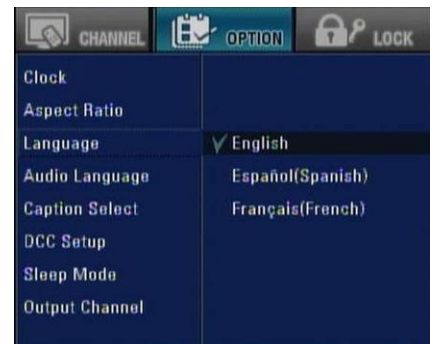 CHANNEL OPTION LOCK
Clock
Aspect Ratio
Language
English
Audio Language
Español(Spanish)
Caption Select
Français(French)
DCC Setup
Sleep Mode
Output Channel